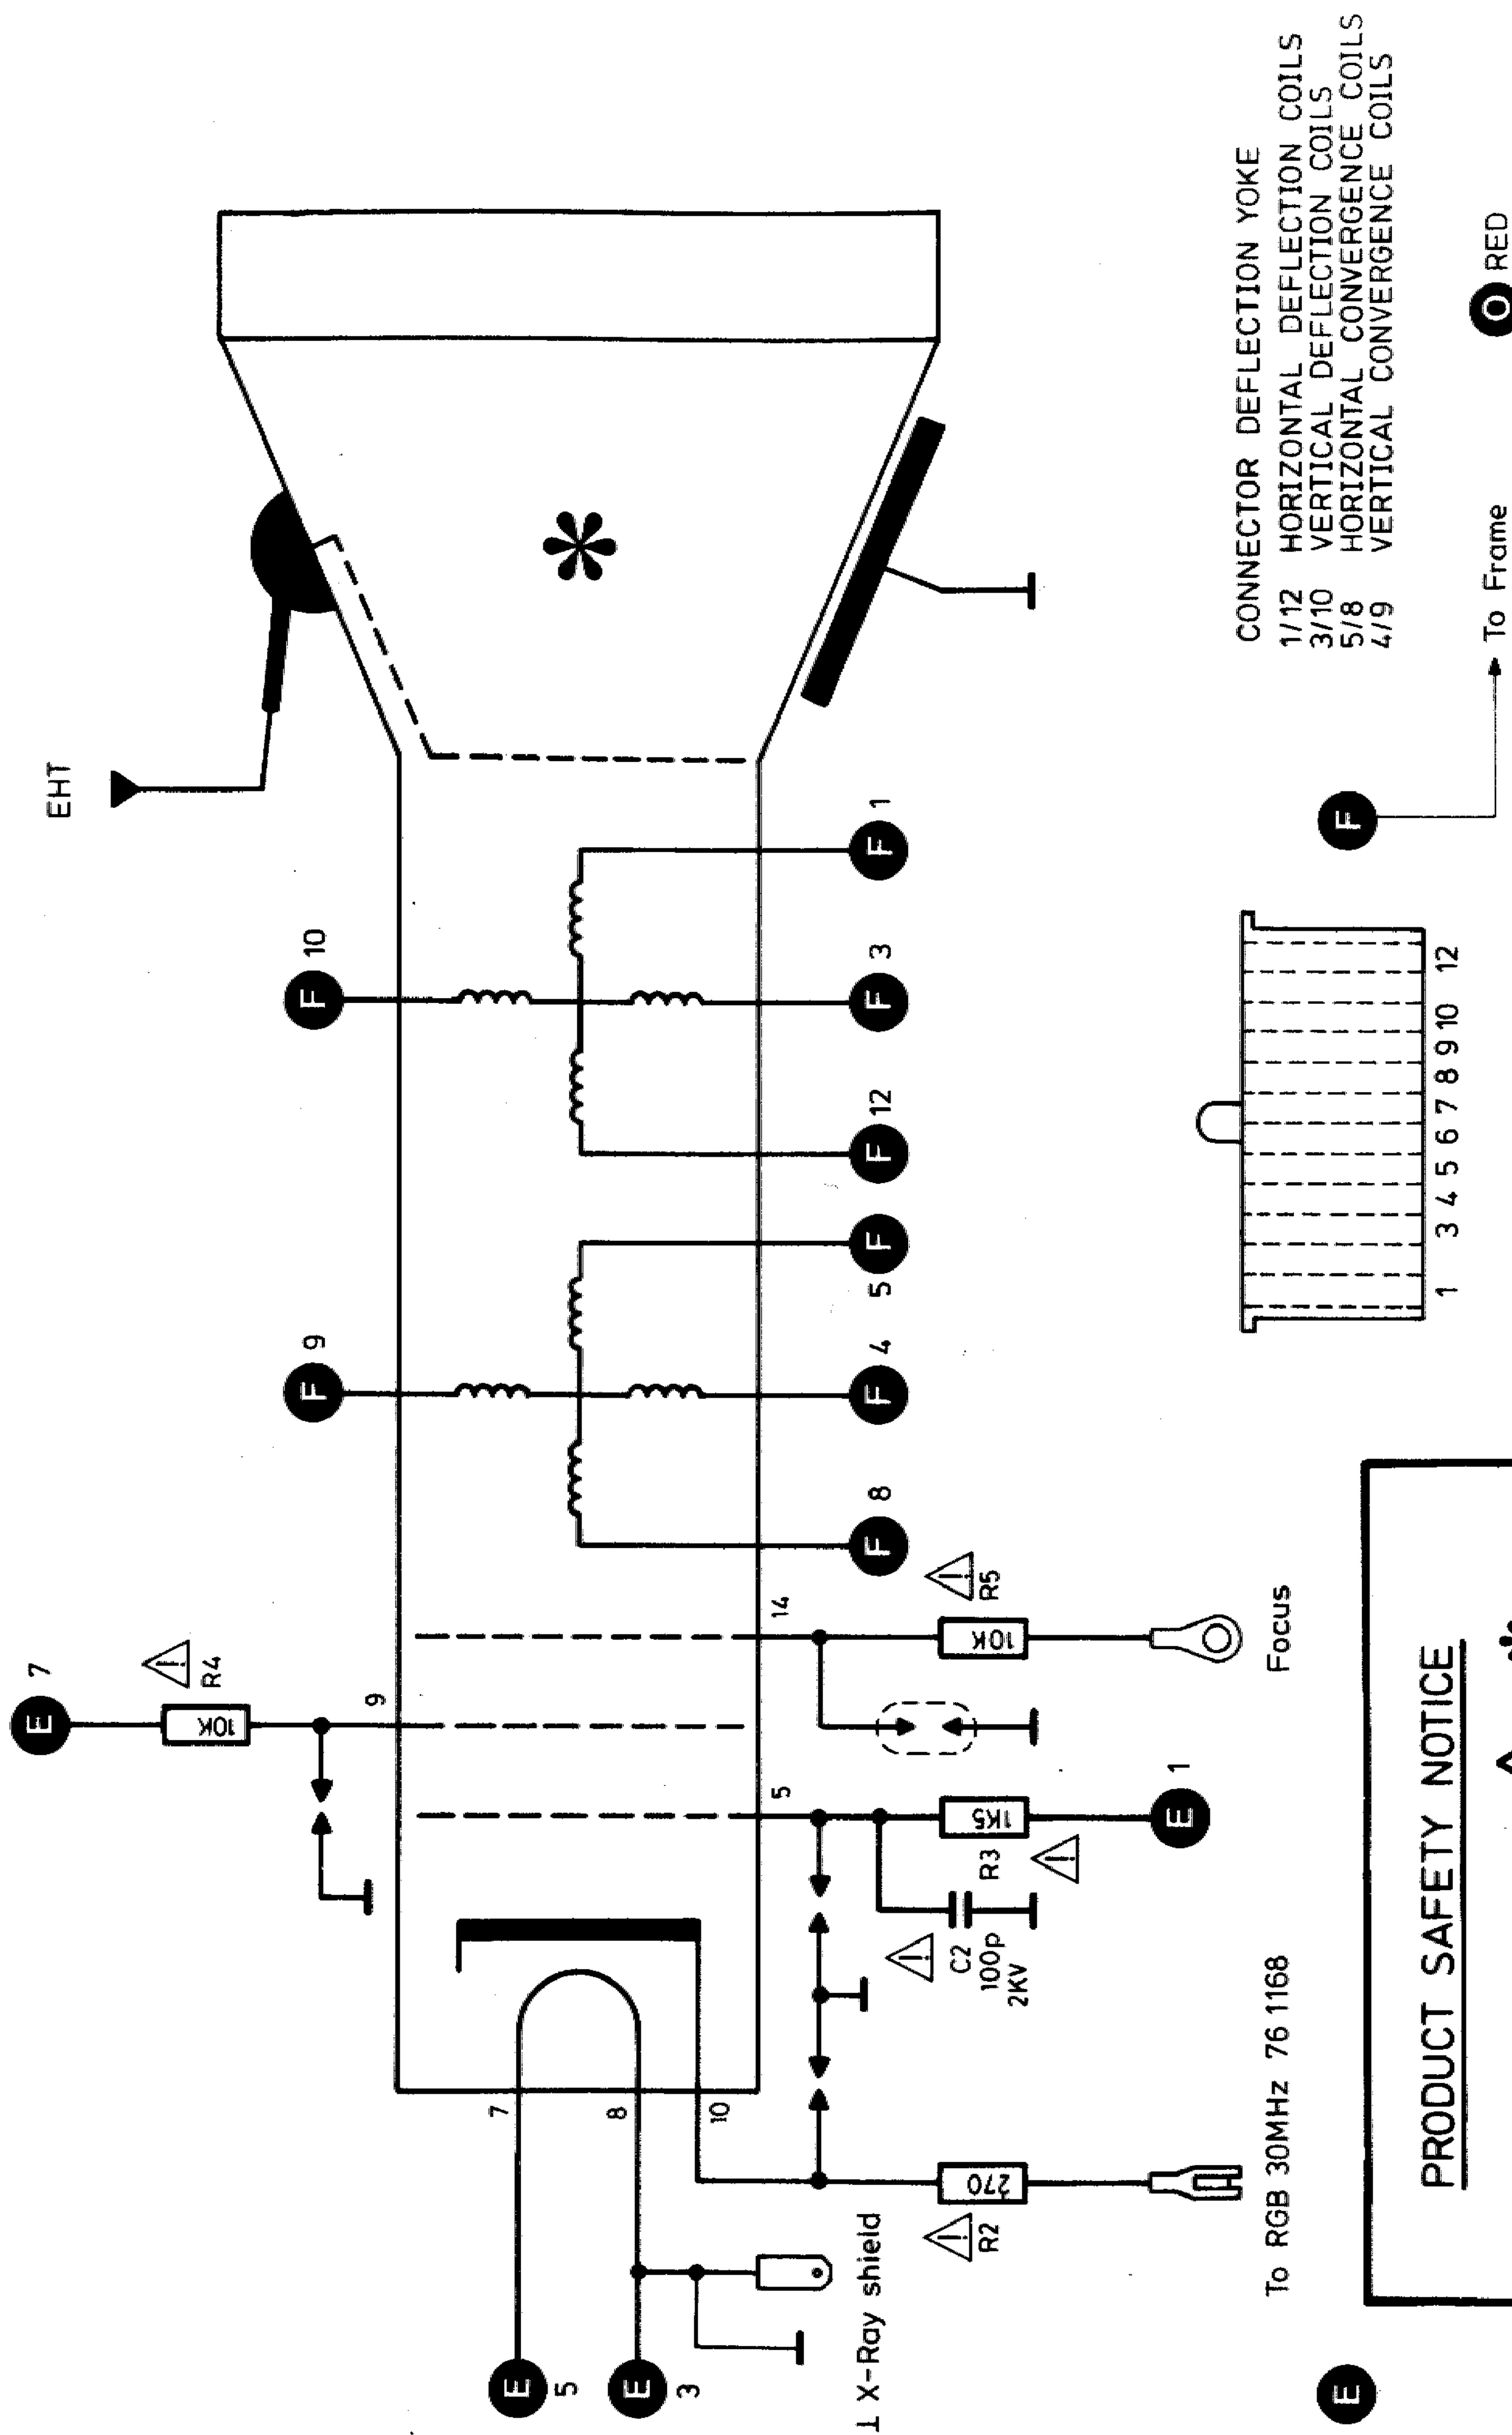 EHT
E 7
10K
R4
9
F 9
F 10
7
8
10
5
14
E 5
E 3
⊥ X-Ray shield
270
R2
To RGB 30MHz 76 1168
C2
100p
2KV
1K5
R3
E 1
10K
R5
Focus
F 8
F 4
F 5
F 12
F 3
F 1
*
CONNECTOR DEFLECTION YOKE
1/12 HORIZONTAL DEFLECTION COILS
3/10 VERTICAL DEFLECTION COILS
5/8 HORIZONTAL CONVERGENCE COILS
4/9 VERTICAL CONVERGENCE COILS
1 3 4 5 6 7 8 9 10 12
F
To Frame
O RED
E
PRODUCT SAFETY NOTICE